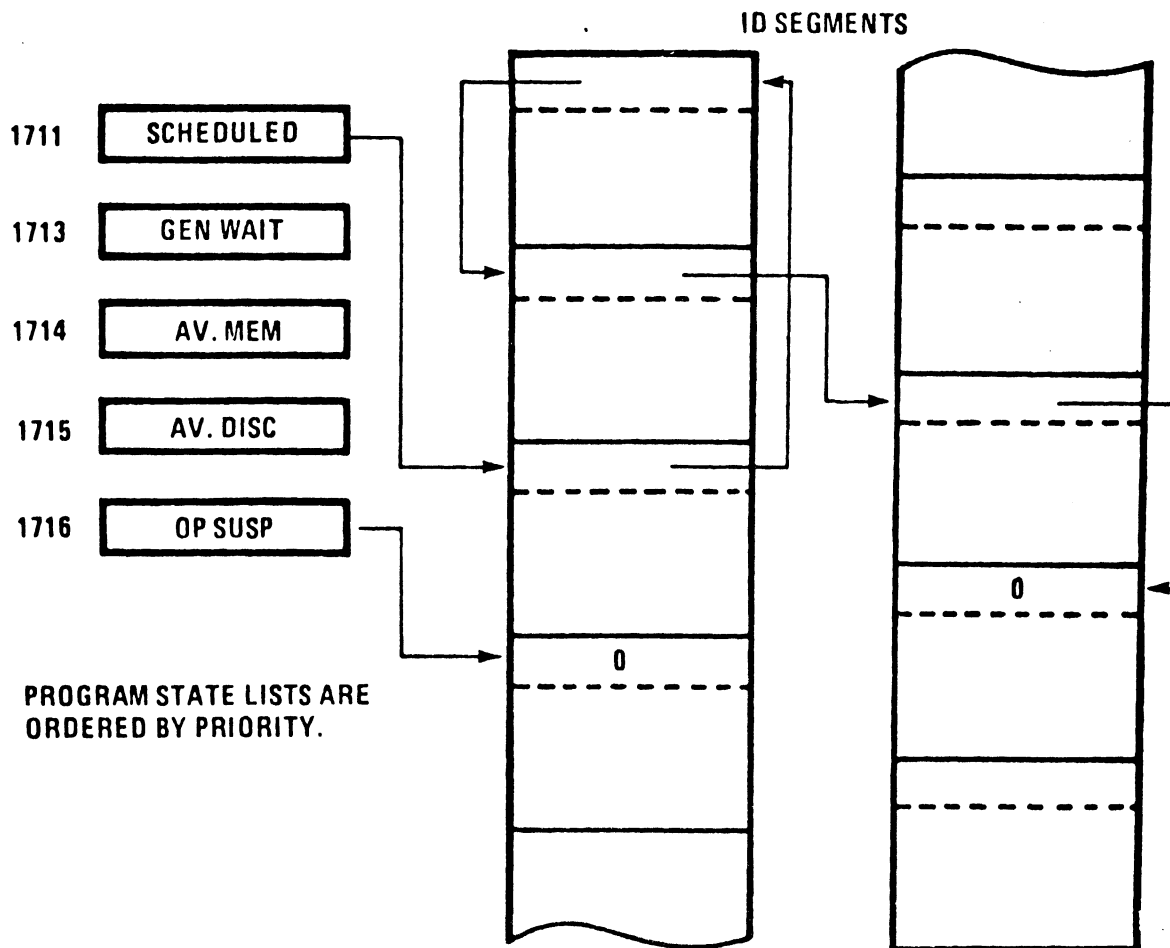 ID SEGMENTS
1711 SCHEDULED
1713 GEN WAIT
1714 AV. MEM
1715 AV. DISC
1716 OP SUSP
0
0
PROGRAM STATE LISTS ARE
ORDERED BY PRIORITY.